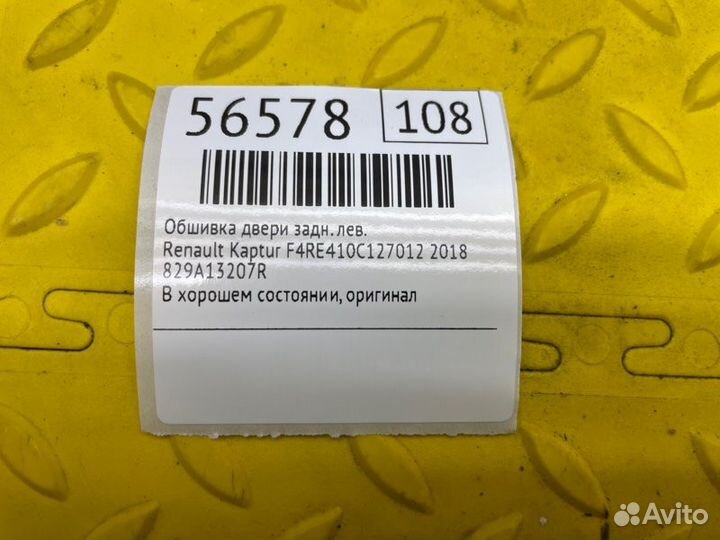 56578 108
Обшивка двери задн. лев.
Renault Kaptur F4RE410C127012 2018
829A13207R
В хорошем состоянии, оригинал
Avito